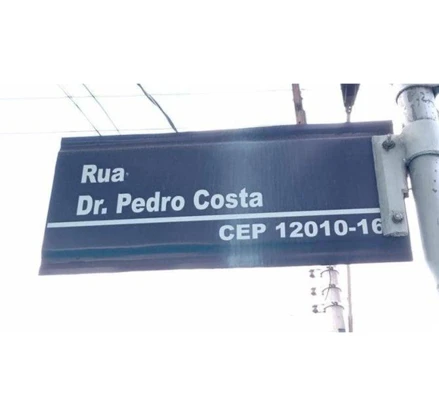 Rua
Dr. Pedro Costa
CEP 12010-16